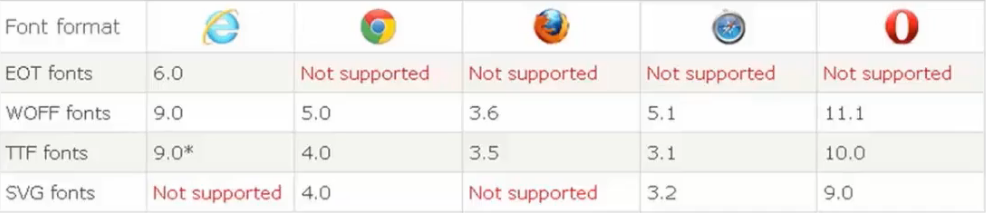 Font format
EOT fonts 6.0 Not supported Not supported Not supported Not supported
WOFF fonts 9.0 5.0 3.6 5.1 11.1
TTF fonts 9.0* 4.0 3.5 3.1 10.0
SVG fonts Not supported 4.0 Not supported 3.2 9.0